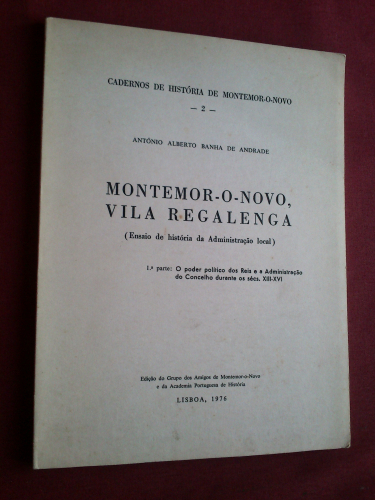 CADERNOS DE HISTÓRIA DE MONTEMOR-O-NOVO
— 2 —
ANTÓNIO ALBERTO BANHA DE ANDRADE
MONTEMOR-O-NOVO,
VILA REGALENGA
(Ensaio de história da Administração local)
1.ª parte: O poder político dos Reis e a Administração
do Concelho durante os sécs. XIII-XVI
Edição do Grupo dos Amigos de Montemor-o-Novo
e da Academia Portuguesa de História
LISBOA, 1976